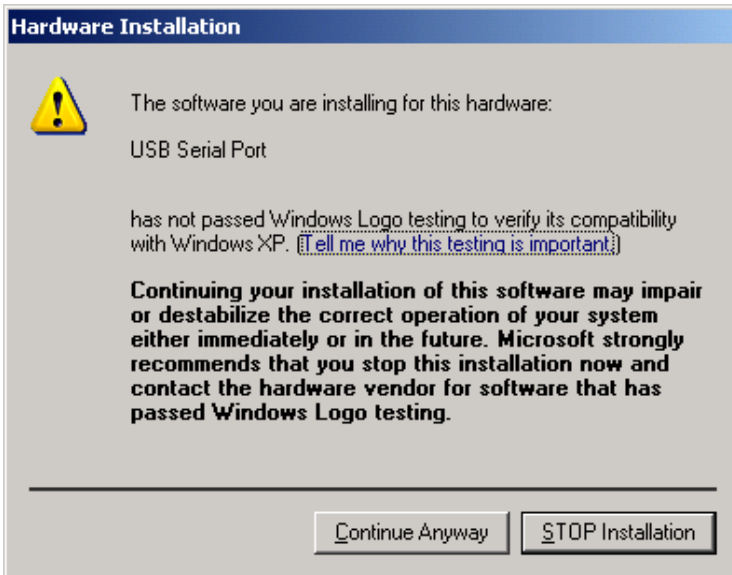 Hardware Installation
The software you are installing for this hardware:
USB Serial Port
has not passed Windows Logo testing to verify its compatibility
with Windows XP. (Tell me why this testing is important.)
Continuing your installation of this software may impair
or destabilize the correct operation of your system
either immediately or in the future. Microsoft strongly
recommends that you stop this installation now and
contact the hardware vendor for software that has
passed Windows Logo testing.
Continue Anyway
STOP Installation